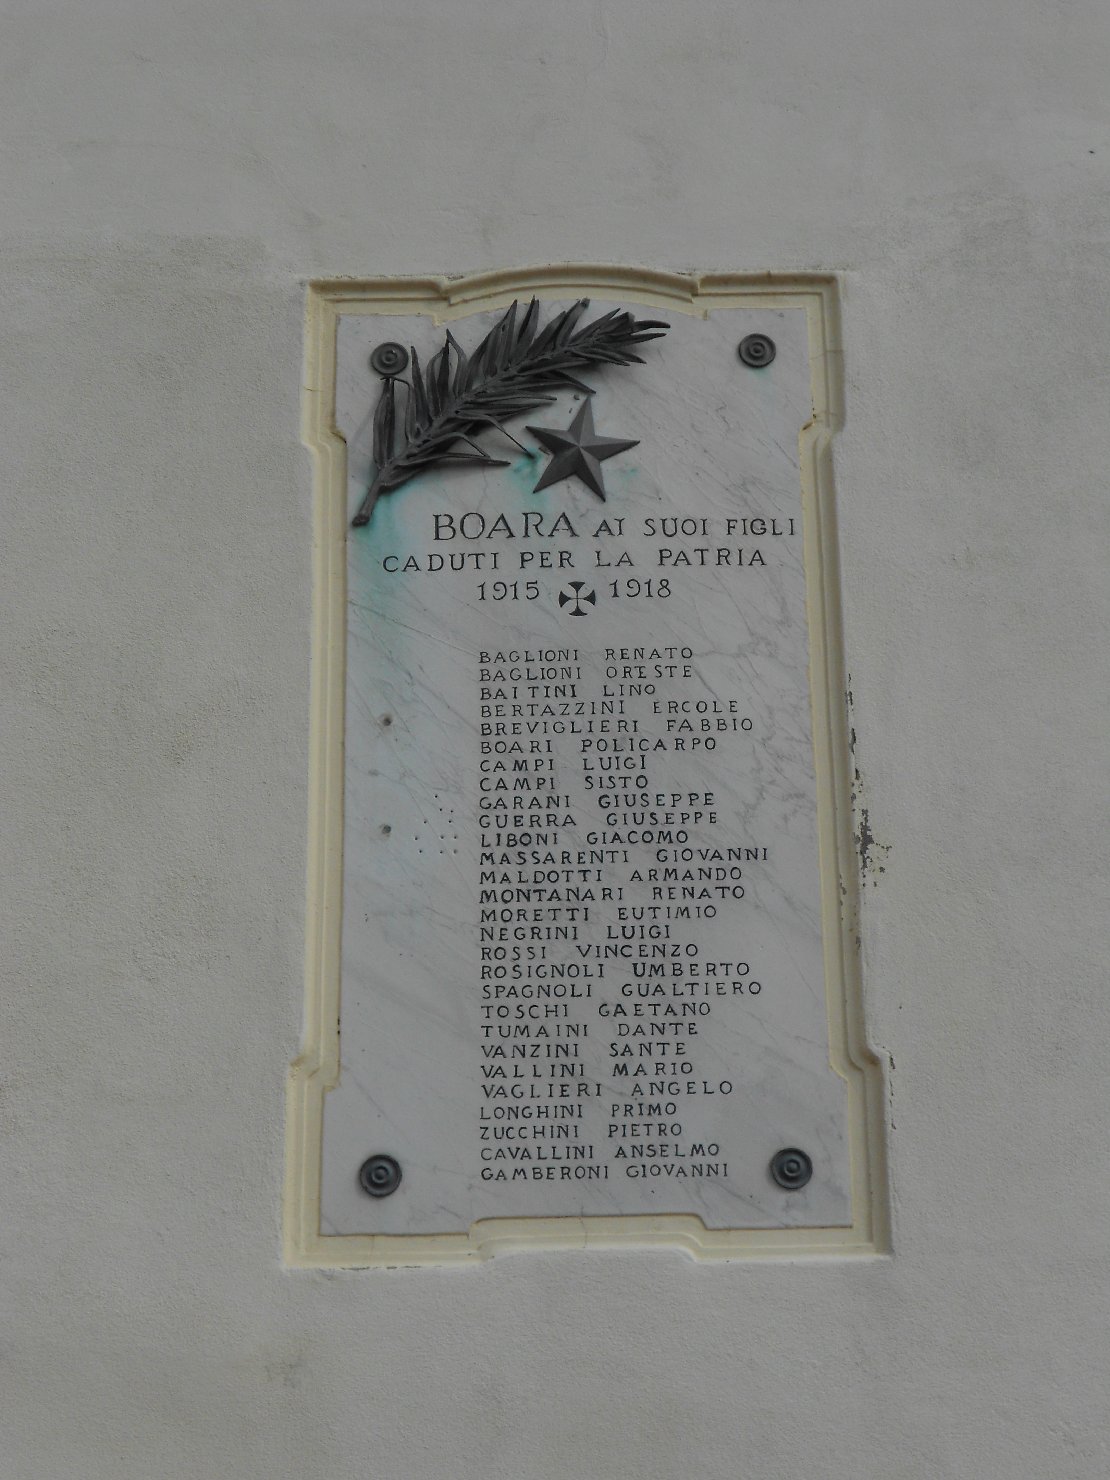 BOARA AI SUOI FIGLI
CADUTI PER LA PATRIA
1915 1918
BAGLIONI RENATO
BAGLIONI ORESTE
BAITINI LINO
BERTAZZINI ERCOLE
BREVIGLIERI FABBIO
BOARI POLICARPO
CAMPI LUIGI
CAMPI SISTO
GARANI GIUSEPPE
GUERRA GIUSEPPE
LIBONI GIACOMO
MASSARENTI GIOVANNI
MALDOTTI ARMANDO
MONTANARI RENATO
MORETTI EUTIMIO
NEGRINI LUIGI
ROSSI VINCENZO
ROSIGNOLI UMBERTO
SPAGNOLI GUALTIERO
TOSCHI GAETANO
TUMAINI DANTE
VANZINI SANTE
VALLINI MARIO
VAGLIERI ANGELO
LONGHINI PRIMO
ZUCCHINI PIETRO
CAVALLINI ANSELMO
GAMBERONI GIOVANNI